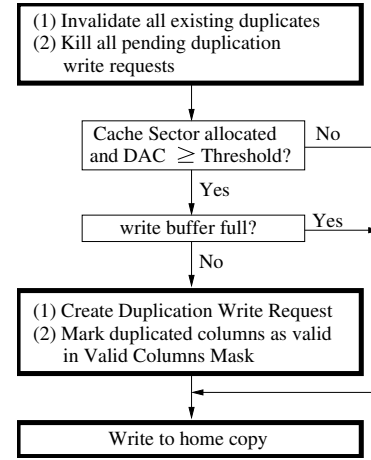 (1) Invalidate all existing duplicates
(2) Kill all pending duplication
write requests
Cache Sector allocated
and DAC ≥ Threshold?
No
Yes
write buffer full?
Yes
No
(1) Create Duplication Write Request
(2) Mark duplicated columns as valid
in Valid Columns Mask
Write to home copy